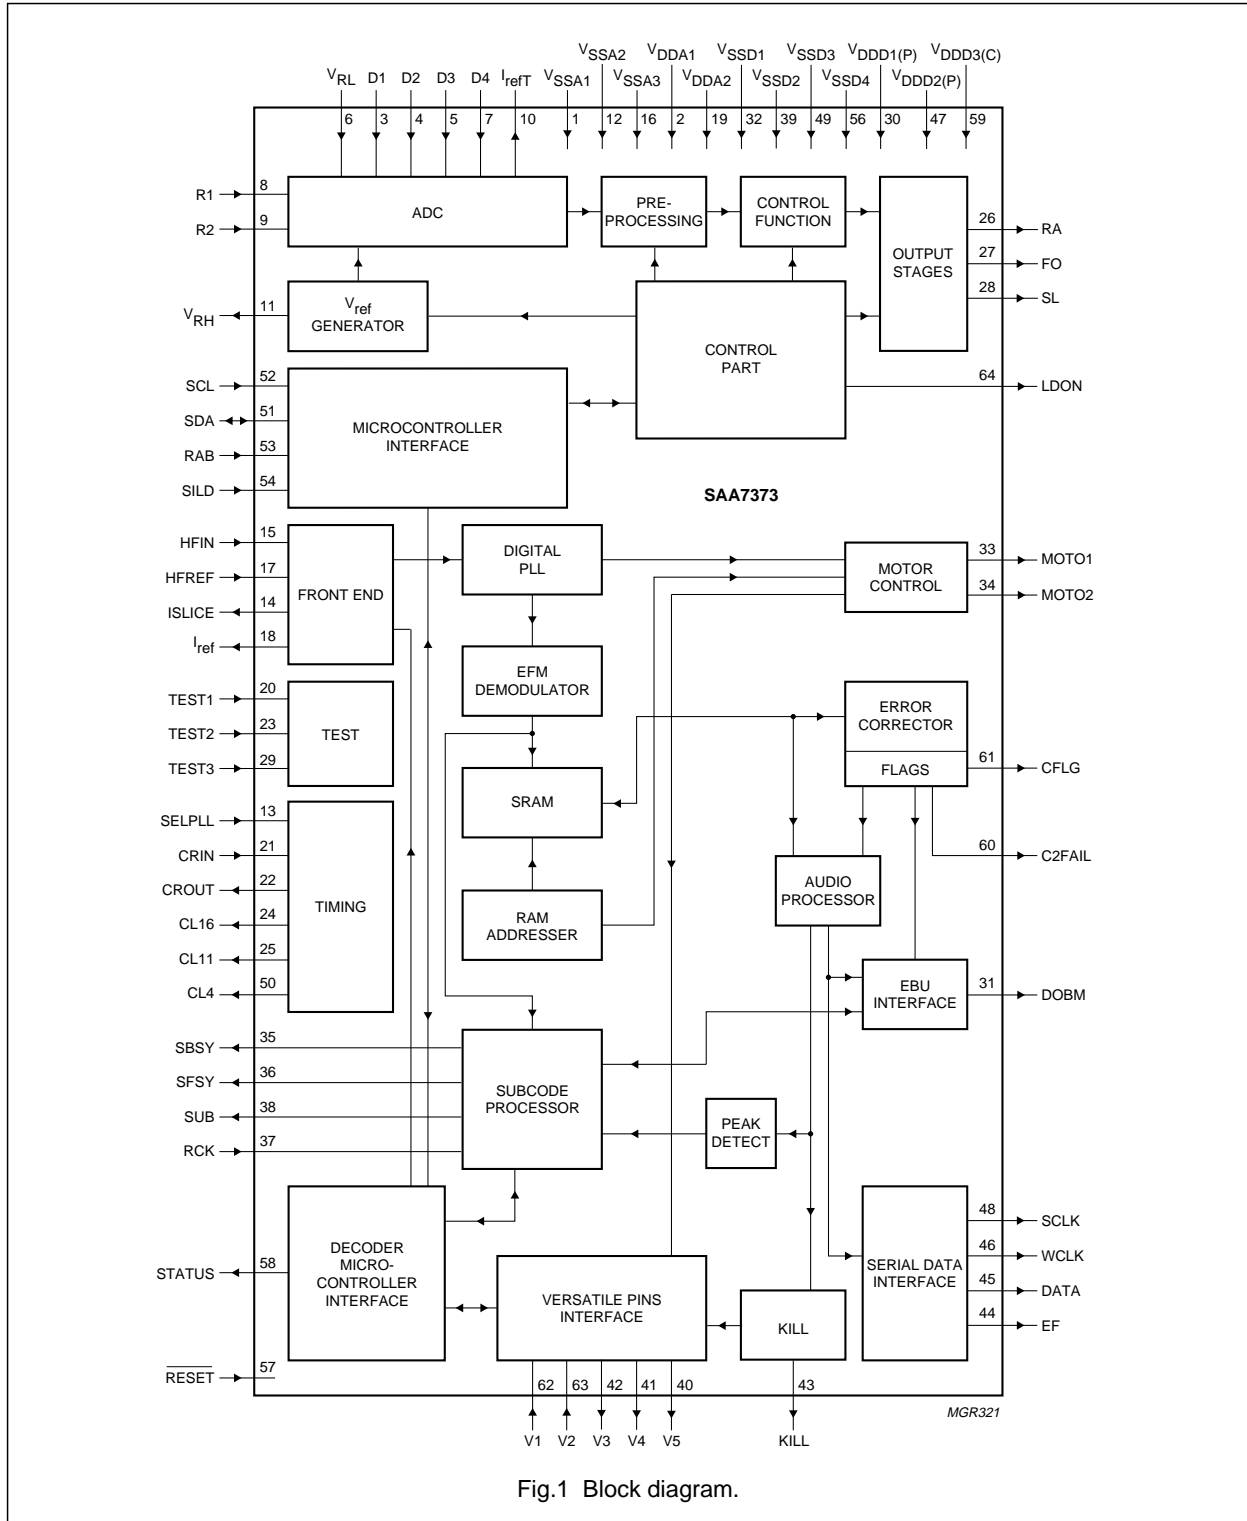 VSSA2 VDDA1 VSSD1 VSSD3 VDDD1(P) VDDD3(C)
VRL D1 D2 D3 D4 IrefT VSSA1 VSSA3 VDDA2 VSSD2 VSSD4 VDDD2(P)
6 3 4 5 7 10 1 12 16 2 19 32 39 49 56 30 47 59
R1 8
R2 9
ADC
PRE-
PROCESSING
CONTROL
FUNCTION
OUTPUT
STAGES
26 RA
27 FO
28 SL
VRH 11
Vref
GENERATOR
CONTROL
PART
64 LDON
SCL 52
SDA 51
RAB 53
SILD 54
MICROCONTROLLER
INTERFACE
SAA7373
HFIN 15
HFREF 17
ISLICE 14
Iref 18
FRONT END
DIGITAL
PLL
MOTOR
CONTROL
33 MOTO1
34 MOTO2
EFM
DEMODULATOR
TEST1 20
TEST2 23
TEST3 29
TEST
ERROR
CORRECTOR
FLAGS
61 CFLG
SRAM
SELPLL 13
CRIN 21
CROUT 22
CL16 24
CL11 25
CL4 50
TIMING
60 C2FAIL
AUDIO
PROCESSOR
RAM
ADDRESSER
EBU
INTERFACE
31 DOBM
SBSY 35
SFSY 36
SUB 38
RCK 37
SUBCODE
PROCESSOR
PEAK
DETECT
STATUS 58
DECODER
MICRO-
CONTROLLER
INTERFACE
VERSATILE PINS
INTERFACE
KILL
SERIAL DATA
INTERFACE
48 SCLK
46 WCLK
45 DATA
44 EF
RESET 57
62 63 42 41 40 43
V1 V2 V3 V4 V5 KILL
MGR321
Fig.1 Block diagram.